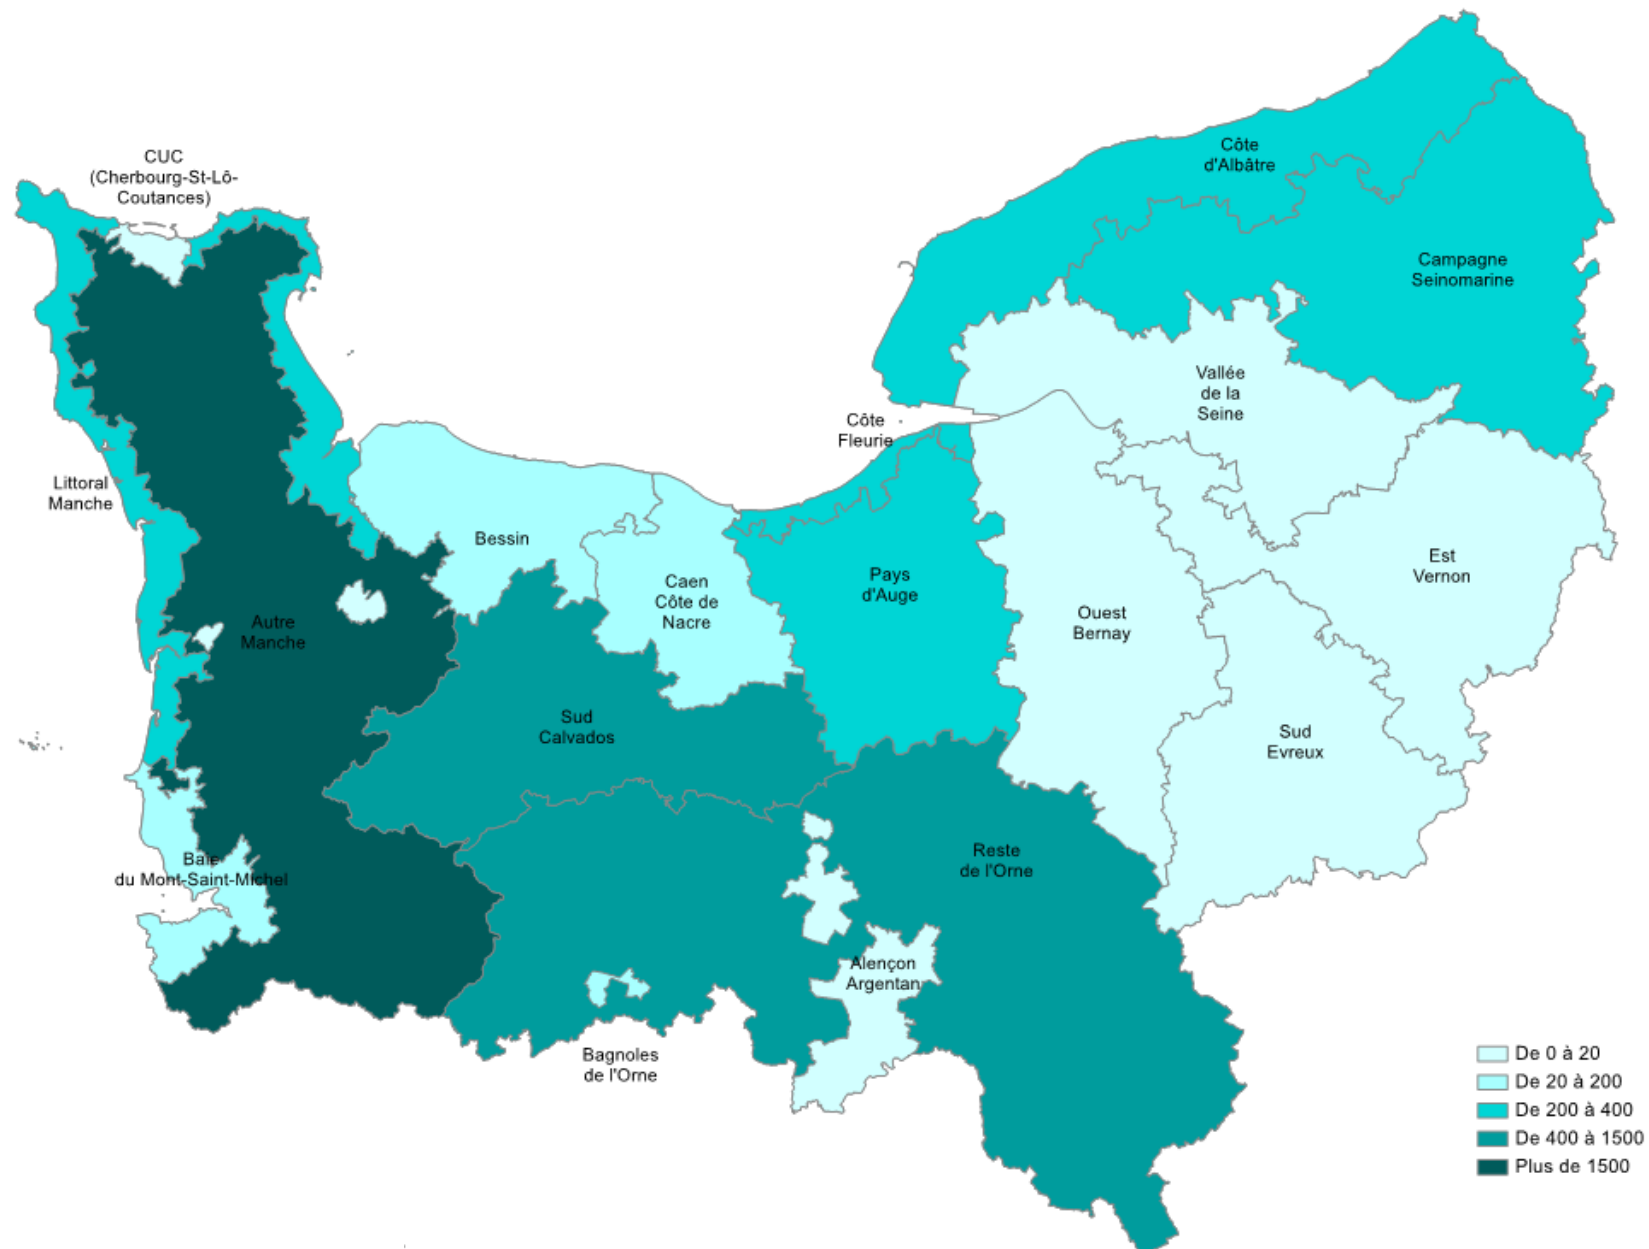 Côte
d'Albâtre
CUC
(Cherbourg-St-Lô-
Coutances)
Campagne
Seinomarine
Vallée
de la
Seine
Côte
Fleurie
Littoral
Manche
Bessin
Est
Vernon
Pays
d'Auge
Caen
Côte de
Nacre
Ouest
Bernay
Autre
Manche
Sud
Calvados
Sud
Evreux
Reste
de l'Orne
Baie
du Mont-Saint-Michel
Alençon
Argentan
Bagnoles
de l'Orne
De 0 à 20
De 20 à 200
De 200 à 400
De 400 à 1500
Plus de 1500